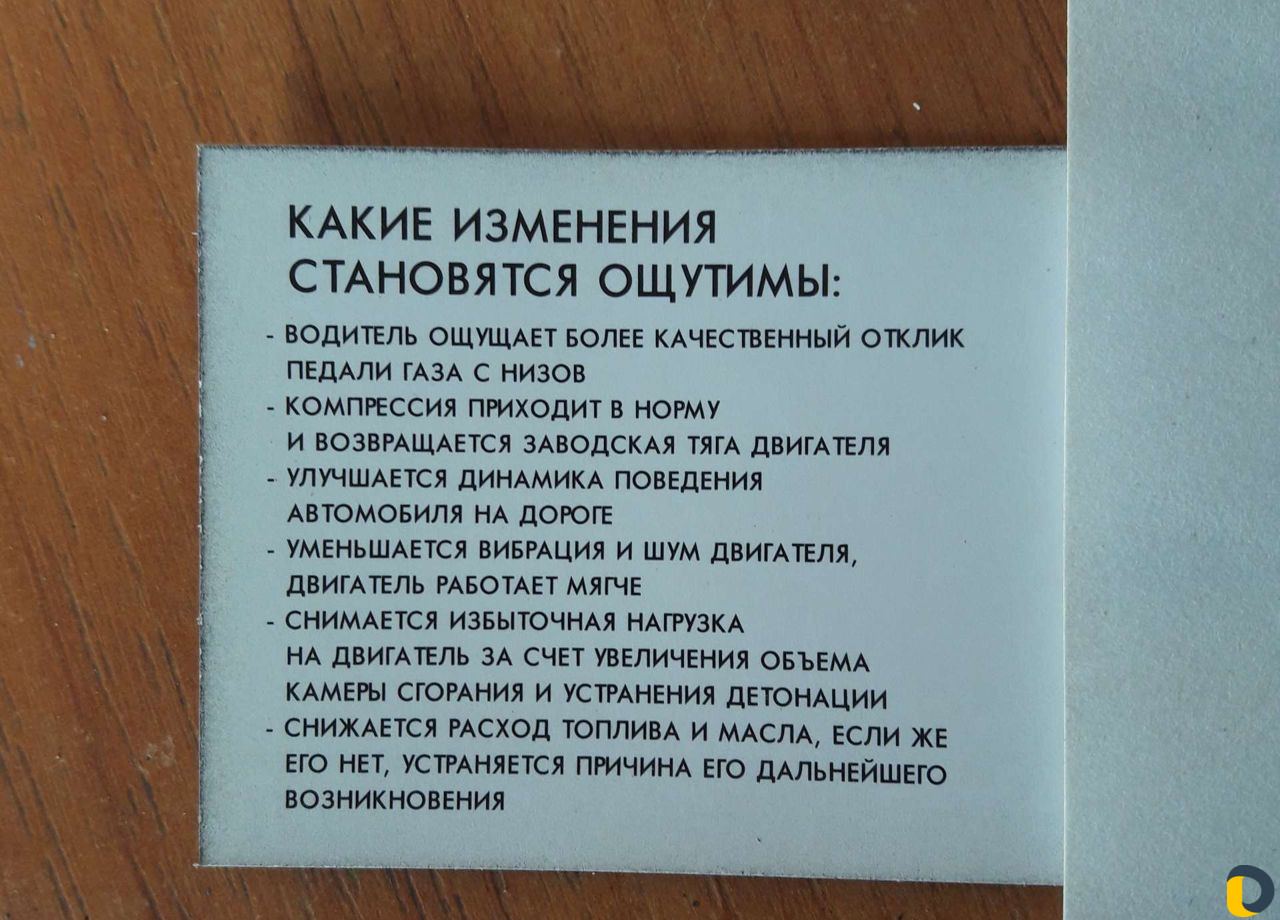 КАКИЕ ИЗМЕНЕНИЯ
СТАНОВЯТСЯ ОЩУТИМЫ:
- ВОДИТЕЛЬ ОЩУЩАЕТ БОЛЕЕ КАЧЕСТВЕННЫЙ ОТКЛИК
ПЕДАЛИ ГАЗА С НИЗОВ
- КОМПРЕССИЯ ПРИХОДИТ В НОРМУ
И ВОЗВРАЩАЕТСЯ ЗАВОДСКАЯ ТЯГА ДВИГАТЕЛЯ
- УЛУЧШАЕТСЯ ДИНАМИКА ПОВЕДЕНИЯ
АВТОМОБИЛЯ НА ДОРОГЕ
- УМЕНЬШАЕТСЯ ВИБРАЦИЯ И ШУМ ДВИГАТЕЛЯ,
ДВИГАТЕЛЬ РАБОТАЕТ МЯГЧЕ
- СНИМАЕТСЯ ИЗБЫТОЧНАЯ НАГРУЗКА
НА ДВИГАТЕЛЬ ЗА СЧЕТ УВЕЛИЧЕНИЯ ОБЪЕМА
КАМЕРЫ СГОРАНИЯ И УСТРАНЕНИЯ ДЕТОНАЦИИ
- СНИЖАЕТСЯ РАСХОД ТОПЛИВА И МАСЛА, ЕСЛИ ЖЕ
ЕГО НЕТ, УСТРАНЯЕТСЯ ПРИЧИНА ЕГО ДАЛЬНЕЙШЕГО
ВОЗНИКНОВЕНИЯ